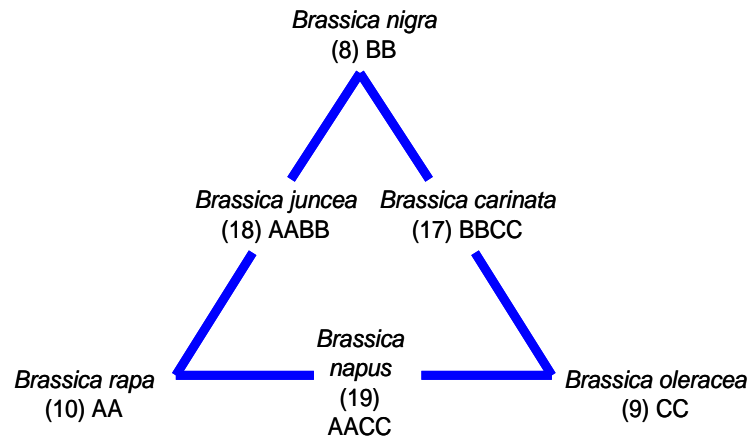 Brassica nigra
(8) BB
Brassica juncea
(18) AABB
Brassica carinata
(17) BBCC
Brassica rapa
(10) AA
Brassica
napus
(19)
AACC
Brassica oleracea
(9) CC